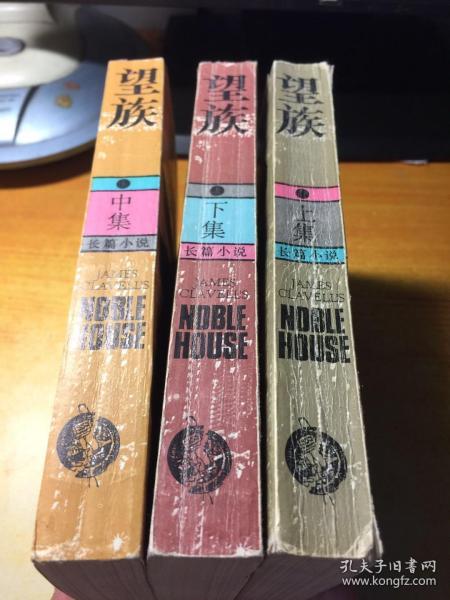 望族
中集
长篇小说
JAMES
CLAVELL'S
NOBLE
HOUSE
望族
下集
长篇小说
JAMES
CLAVELL'S
NOBLE
HOUSE
望族
上集
长篇小说
JAMES
CLAVELL'S
NOBLE
HOUSE
孔夫子旧书网
www.kongfz.com